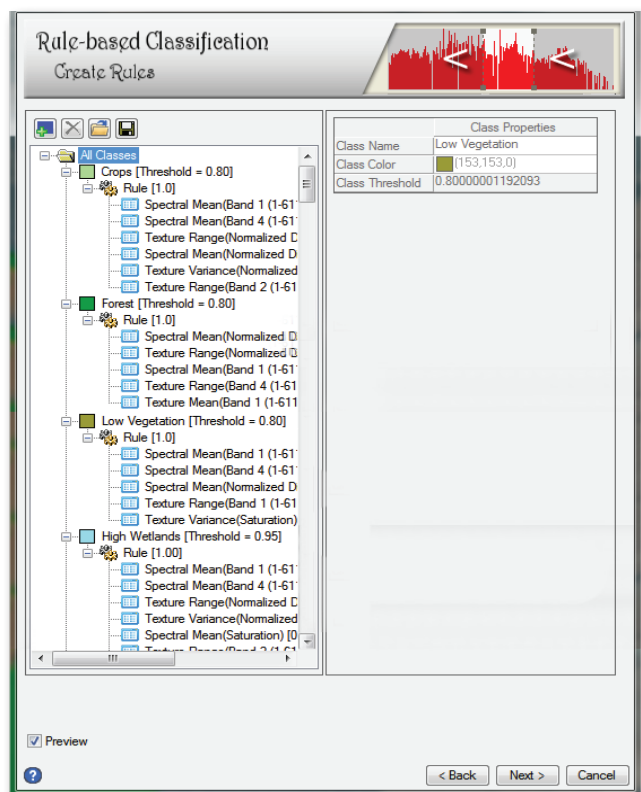 Rule-based Classification
Create Rules
All Classes
Crops [Threshold = 0.80]
Rule [1.0]
Spectral Mean(Band 1 (1-61
Spectral Mean(Band 4 (1-61
Texture Range(Normalized D
Spectral Mean(Normalized D
Texture Variance(Normalized
Texture Range(Band 2 (1-61
Forest [Threshold = 0.80]
Rule [1.0]
Spectral Mean(Normalized D
Texture Range(Normalized D
Spectral Mean(Band 1 (1-61
Texture Range(Band 4 (1-61
Texture Mean(Band 1 (1-611
Low Vegetation [Threshold = 0.80]
Rule [1.0]
Spectral Mean(Band 1 (1-61
Spectral Mean(Band 4 (1-61
Spectral Mean(Normalized D
Texture Range(Band 1 (1-61
Texture Variance(Saturation)
High Wetlands [Threshold = 0.95]
Rule [1.00]
Spectral Mean(Band 1 (1-61
Spectral Mean(Band 4 (1-61
Texture Range(Normalized D
Texture Variance(Normalized
Spectral Mean(Saturation) [0
Texture Range(Band 2 (1-61
Class Properties
Class Name Low Vegetation
Class Color (153,153,0)
Class Threshold 0.80000001192093
Preview
?
< Back Next > Cancel